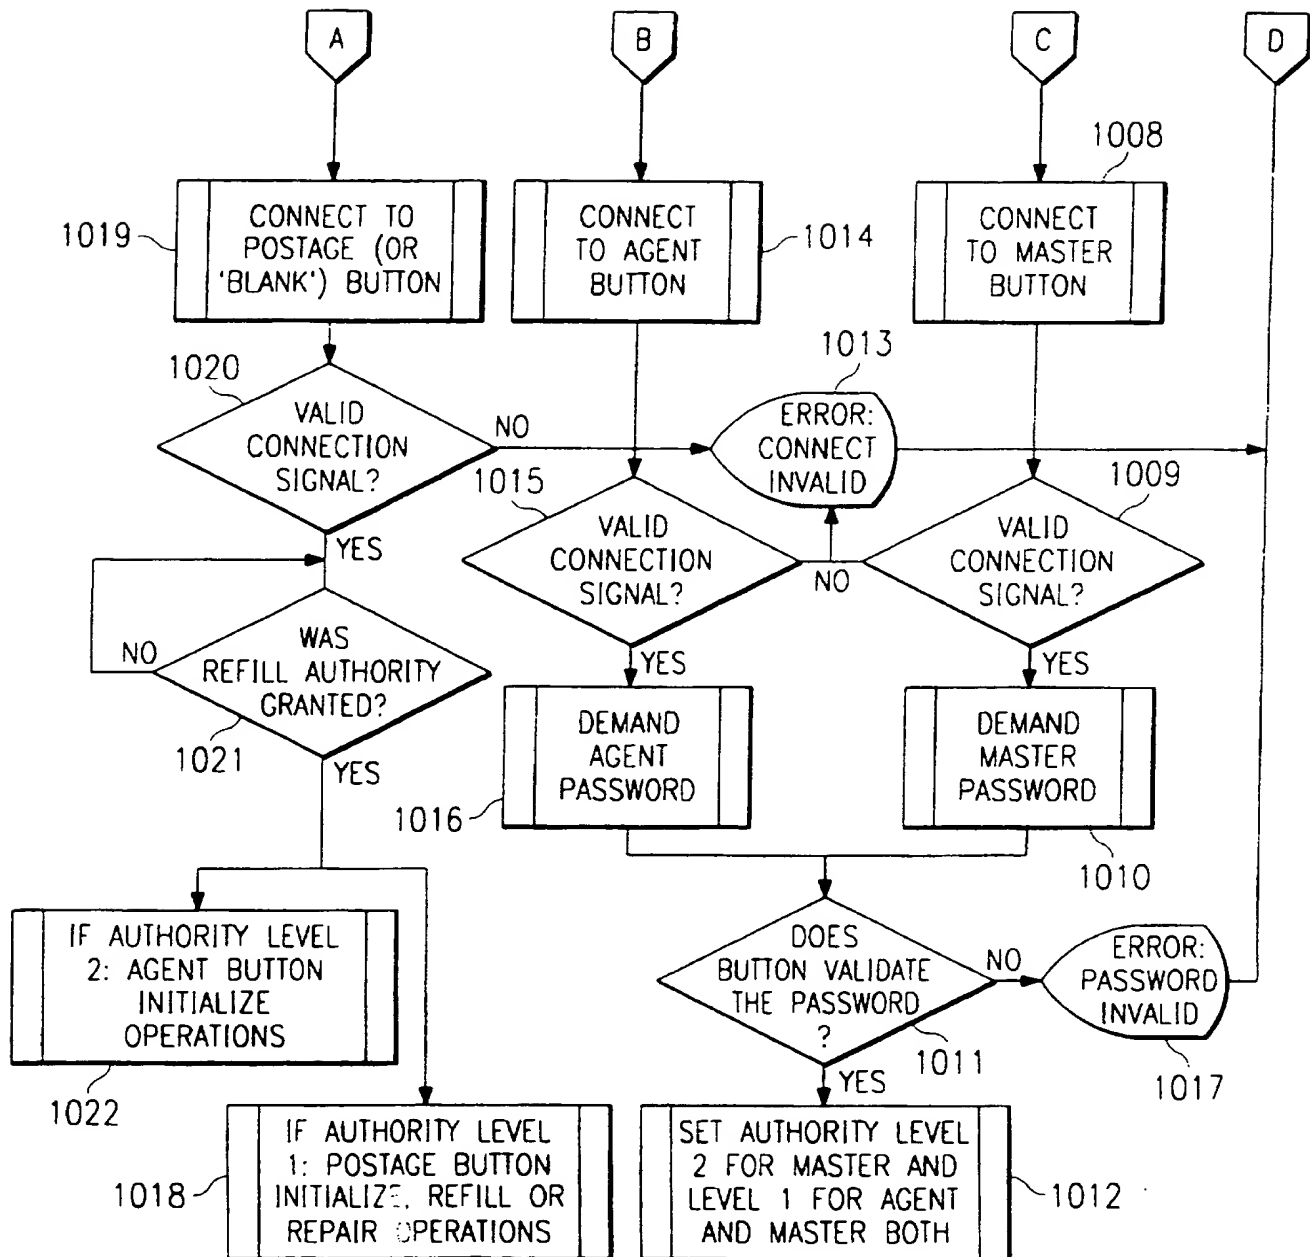 A
B
C
D
1008
1019
CONNECT TO
POSTAGE (OR
'BLANK') BUTTON
CONNECT
TO AGENT
BUTTON
1014
CONNECT
TO MASTER
BUTTON
1020
VALID
CONNECTION
SIGNAL?
NO
YES
1013
ERROR:
CONNECT
INVALID
1015
VALID
CONNECTION
SIGNAL?
NO
YES
1009
VALID
CONNECTION
SIGNAL?
YES
WAS
REFILL AUTHORITY
GRANTED?
NO
1021
YES
DEMAND
AGENT
PASSWORD
1016
DEMAND
MASTER
PASSWORD
1010
IF AUTHORITY LEVEL
2: AGENT BUTTON
INITIALIZE
OPERATIONS
1022
DOES
BUTTON VALIDATE
THE PASSWORD
?
NO
1011
YES
ERROR:
PASSWORD
INVALID
1017
IF AUTHORITY LEVEL
1: POSTAGE BUTTON
INITIALIZE, REFILL OR
REPAIR OPERATIONS
1018
SET AUTHORITY LEVEL
2 FOR MASTER AND
LEVEL 1 FOR AGENT
AND MASTER BOTH
1012